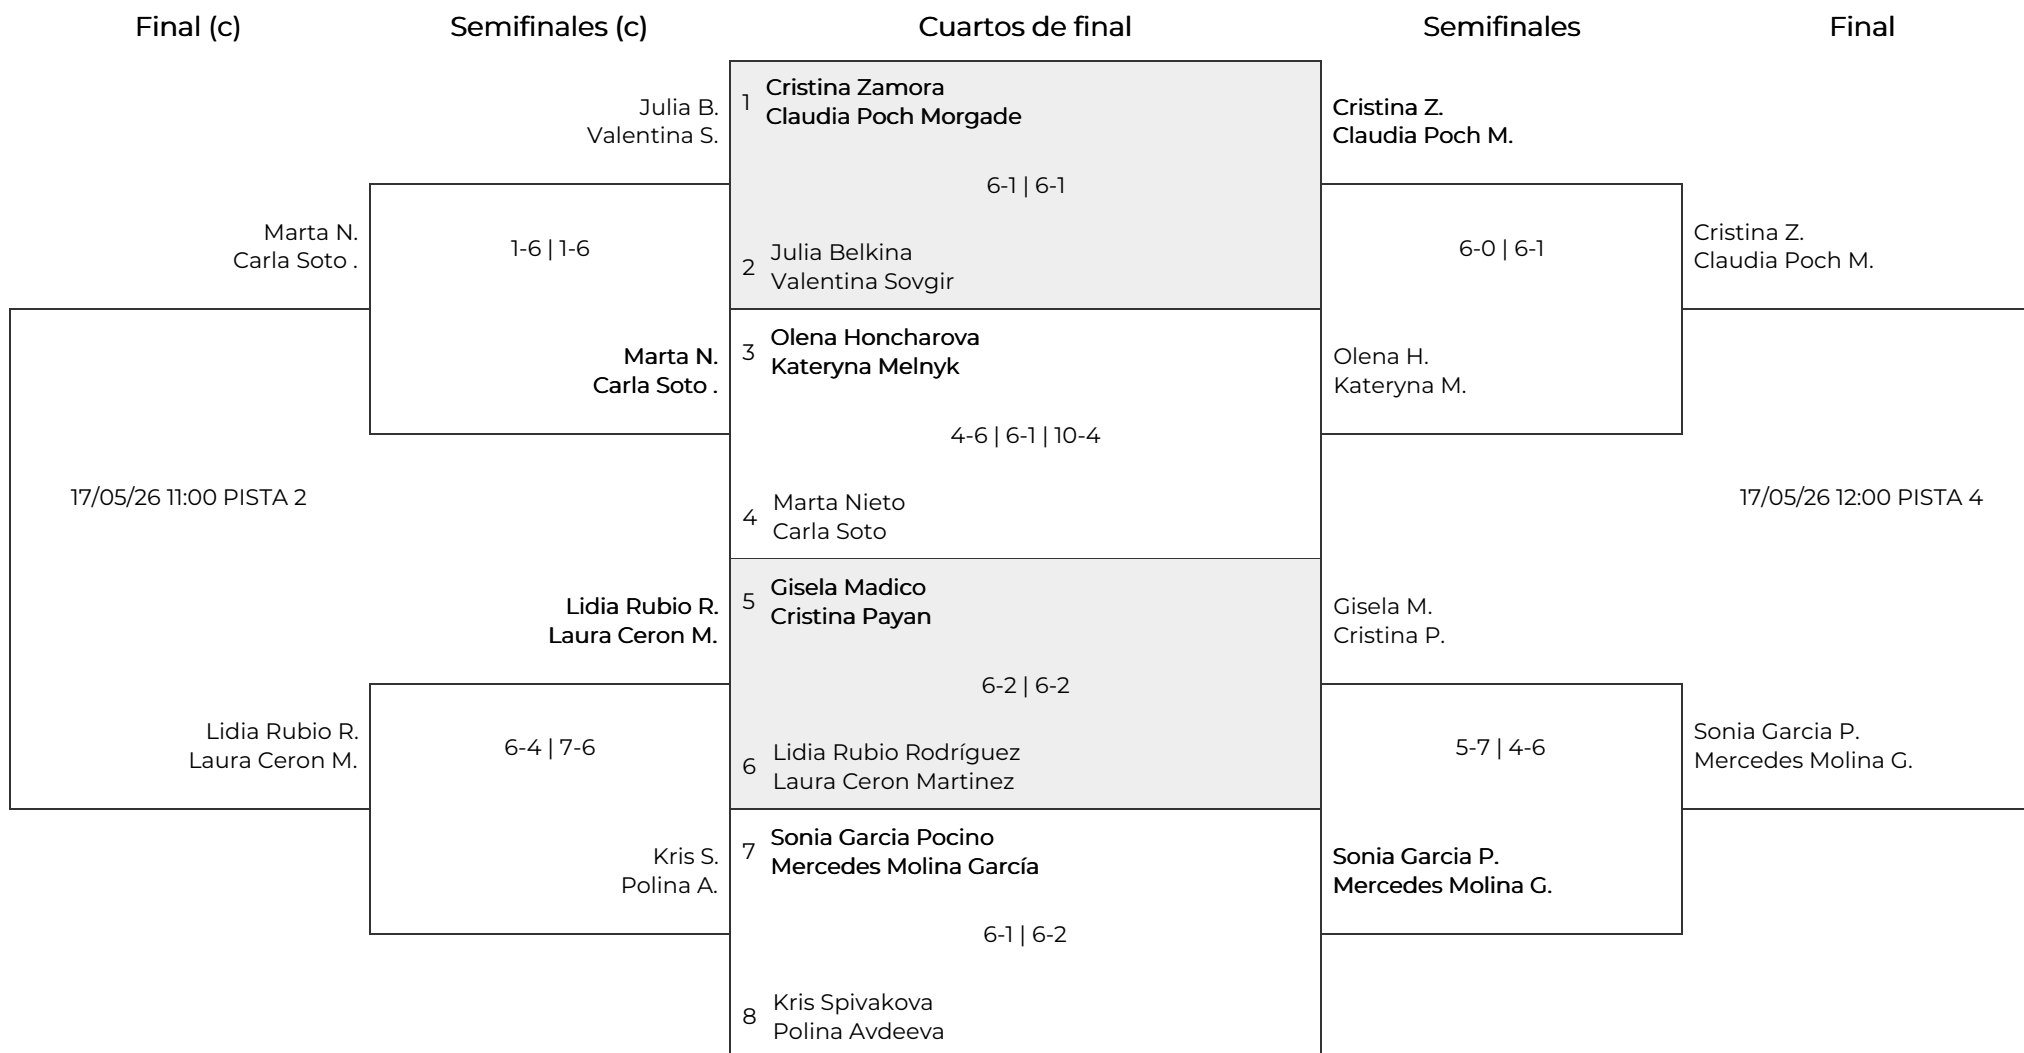 Final (c)
Semifinales (c)
Cuartos de final
Semifinales
Final
Marta N.
Carla Soto .
17/05/26 11:00 PISTA 2
Lidia Rubio R.
Laura Ceron M.
Julia B.
Valentina S.
1-6 | 1-6
Marta N.
Carla Soto .
Lidia Rubio R.
Laura Ceron M.
6-4 | 7-6
Kris S.
Polina A.
1
Cristina Zamora
Claudia Poch Morgade
6-1 | 6-1
2
Julia Belkina
Valentina Sovgir
3
Olena Honcharova
Kateryna Melnyk
4-6 | 6-1 | 10-4
4
Marta Nieto
Carla Soto
5
Gisela Madico
Cristina Payan
6-2 | 6-2
6
Lidia Rubio Rodríguez
Laura Ceron Martinez
7
Sonia Garcia Pocino
Mercedes Molina García
6-1 | 6-2
8
Kris Spivakova
Polina Avdeeva
Cristina Z.
Claudia Poch M.
6-0 | 6-1
Olena H.
Kateryna M.
Gisela M.
Cristina P.
5-7 | 4-6
Sonia Garcia P.
Mercedes Molina G.
Cristina Z.
Claudia Poch M.
17/05/26 12:00 PISTA 4
Sonia Garcia P.
Mercedes Molina G.